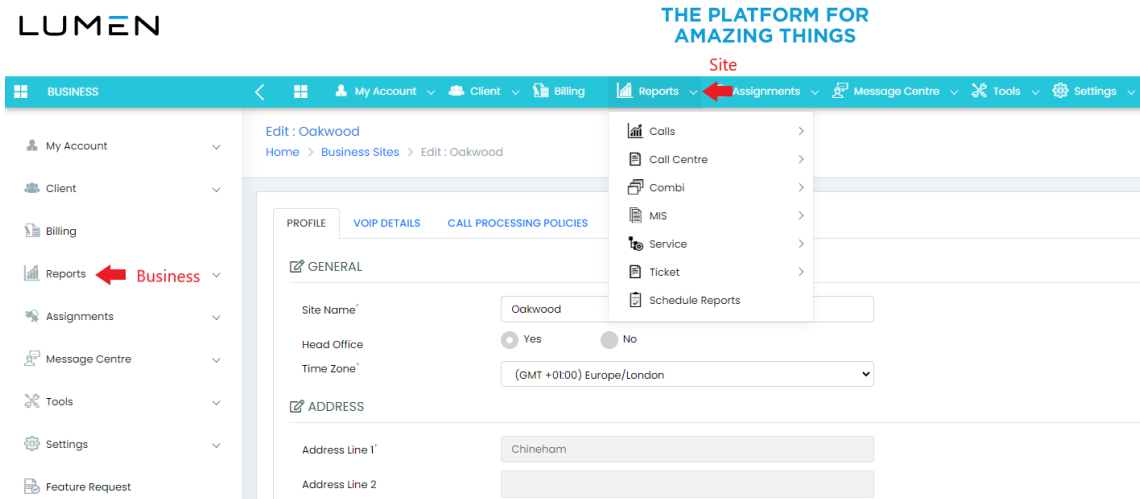 LUMEN
THE PLATFORM FOR
AMAZING THINGS
Site
BUSINESS
My Account
Client
Billing
Reports
Assignments
Message Centre
Tools
Settings
My Account
Client
Billing
Reports
Business
Assignments
Message Centre
Tools
Settings
Feature Request
Edit : Oakwood
Home > Business Sites > Edit : Oakwood
Calls
Call Centre
Combi
MIS
Service
Ticket
Schedule Reports
PROFILE
VOIP DETAILS
CALL PROCESSING POLICIES
GENERAL
Site Name*
Oakwood
Head Office
Yes
No
Time Zone*
(GMT +01:00) Europe/London
ADDRESS
Address Line 1*
Chineham
Address Line 2